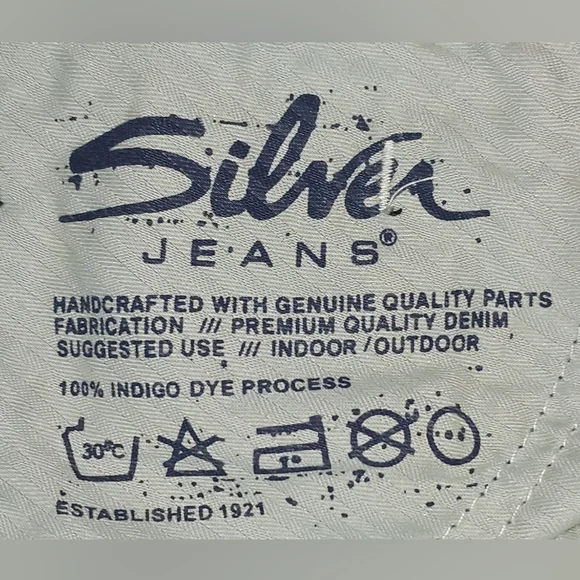 Silver
JEANS®
HANDCRAFTED WITH GENUINE QUALITY PARTS
FABRICATION /// PREMIUM QUALITY DENIM
SUGGESTED USE /// INDOOR / OUTDOOR
100% INDIGO DYE PROCESS
30°C
ESTABLISHED 1921